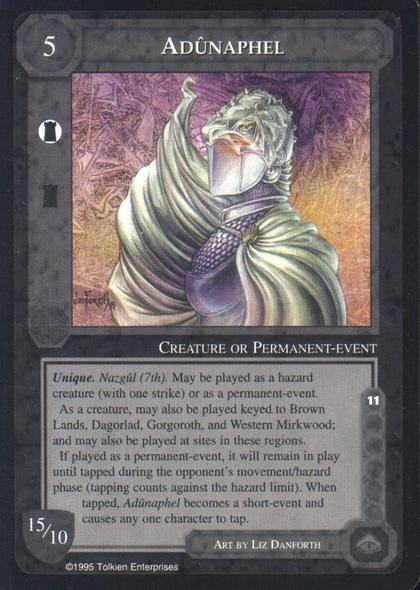 5
ADÛNAPHEL
DANFORTH
CREATURE OR PERMANENT-EVENT
Unique. Nazgûl (7th). May be played as a hazard
creature (with one strike) or as a permanent-event.
As a creature, may also be played keyed to Brown
Lands, Dagorlad, Gorgoroth, and Western Mirkwood;
and may also be played at sites in these regions.
If played as a permanent-event, it will remain in play
until tapped during the opponent's movement/hazard
phase (tapping counts against the hazard limit). When
tapped, Adûnaphel becomes a short-event and
causes any one character to tap.
11
15/10
ART BY LIZ DANFORTH
©1995 Tolkien Enterprises